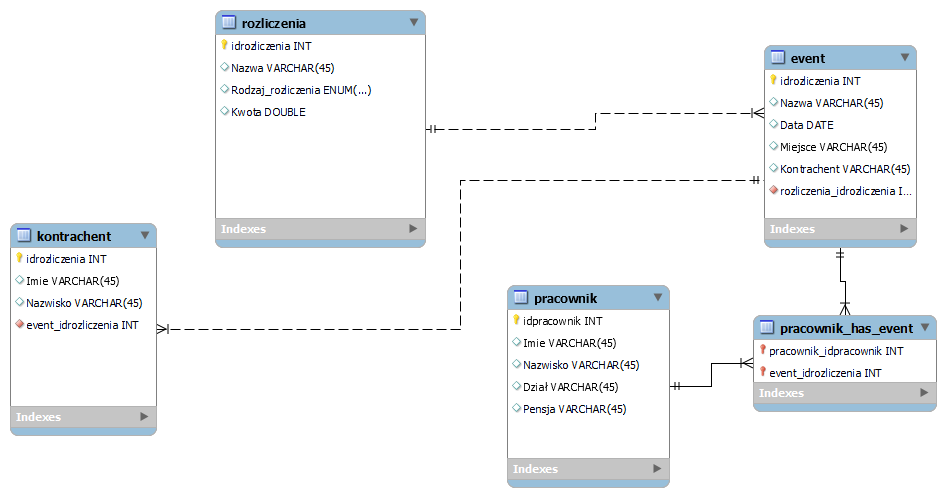 rozliczenia
idrozliczenia INT
Nazwa VARCHAR(45)
Rodzaj_rozliczenia ENUM(...)
Kwota DOUBLE
Indexes
event
idrozliczenia INT
Nazwa VARCHAR(45)
Data DATE
Miejsce VARCHAR(45)
Kontrachent VARCHAR(45)
rozliczenia_idrozliczenia I...
Indexes
kontrachent
idrozliczenia INT
Imie VARCHAR(45)
Nazwisko VARCHAR(45)
event_idrozliczenia INT
Indexes
pracownik
idpracownik INT
Imie VARCHAR(45)
Nazwisko VARCHAR(45)
Dział VARCHAR(45)
Pensja VARCHAR(45)
Indexes
pracownik_has_event
pracownik_idpracownik INT
event_idrozliczenia INT
Indexes